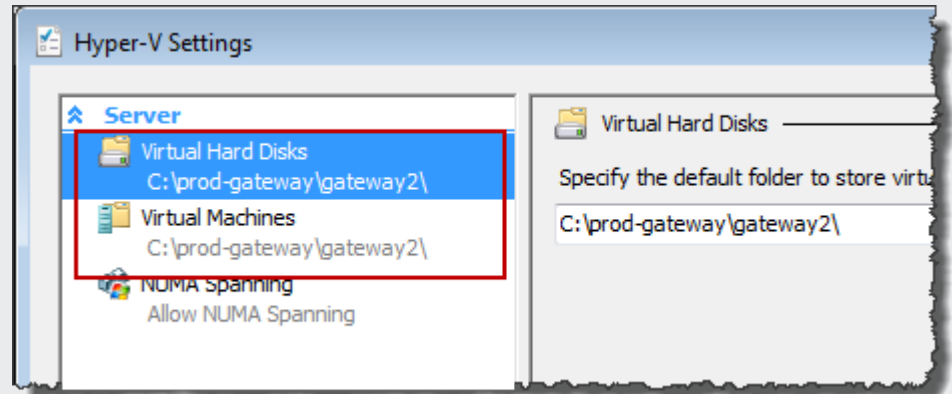 Hyper-V Settings
Server
Virtual Hard Disks
C:\prod-gateway\gateway2\
Virtual Machines
C:\prod-gateway\gateway2\
NUMA Spanning
Allow NUMA Spanning
Virtual Hard Disks
Specify the default folder to store
C:\prod-gateway\gateway2\